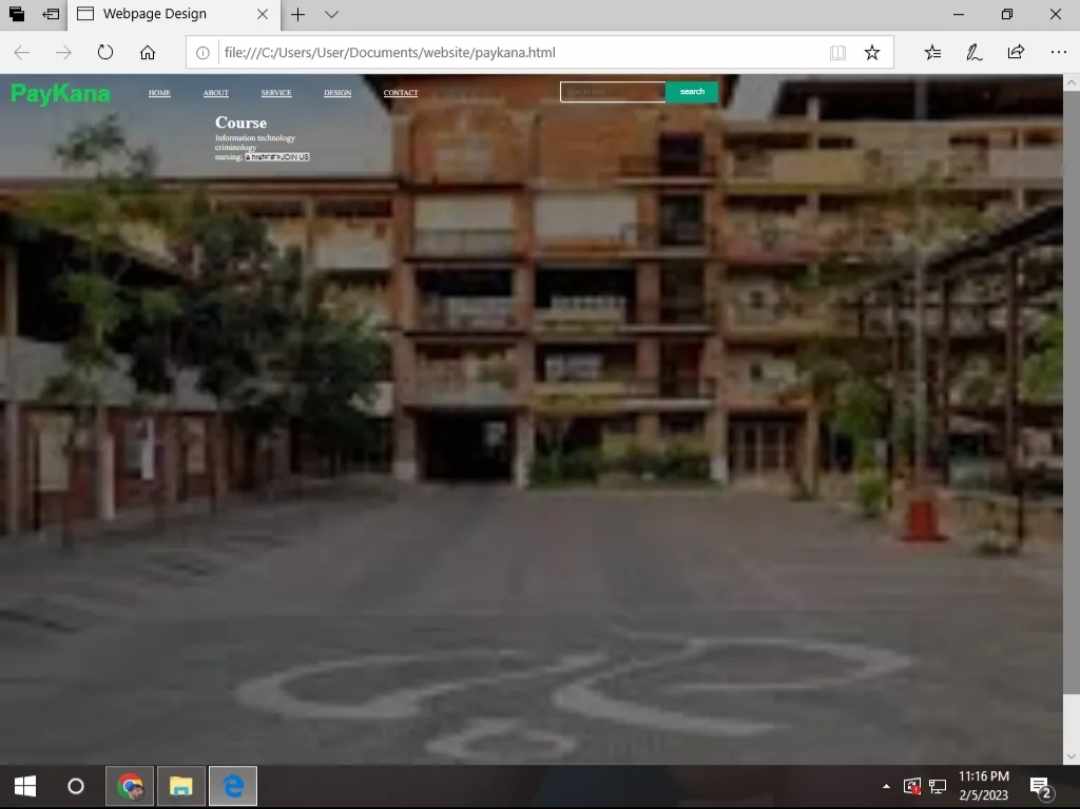 Webpage Design
file:///C:/Users/User/Documents/website/paykana.html
PayKana
HOME
ABOUT
SERVICE
DESIGN
CONTACT
search
Course
Information technology
criminology
nursing; JOIN US
11:16 PM
2/5/2023
2